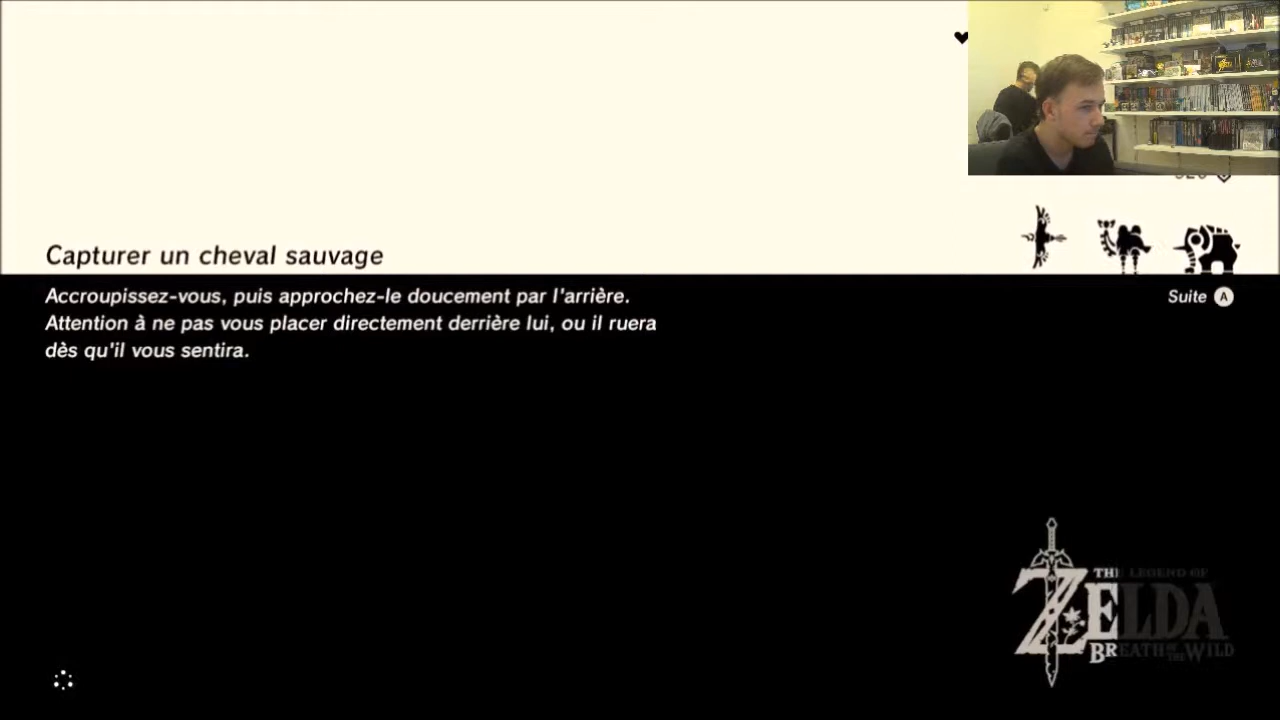 Capturer un cheval sauvage
Accroupissez-vous, puis approchez-le doucement par l'arrière.
Attention à ne pas vous placer directement derrière lui, ou il ruera
dès qu'il vous sentira.
Suite A
THE LEGEND OF
ZELDA
BREATH OF THE WILD